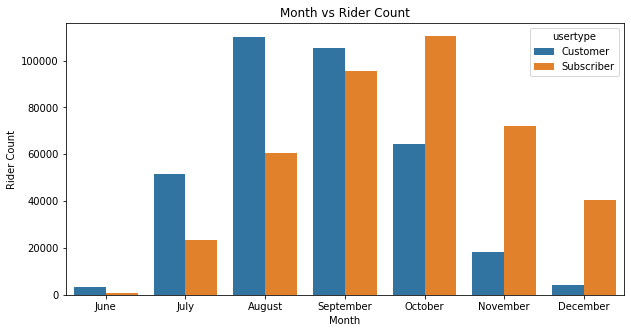 Month vs Rider Count
usertype
Customer
Subscriber
Rider Count
100000
80000
60000
40000
20000
0
June July August September October November December
Month